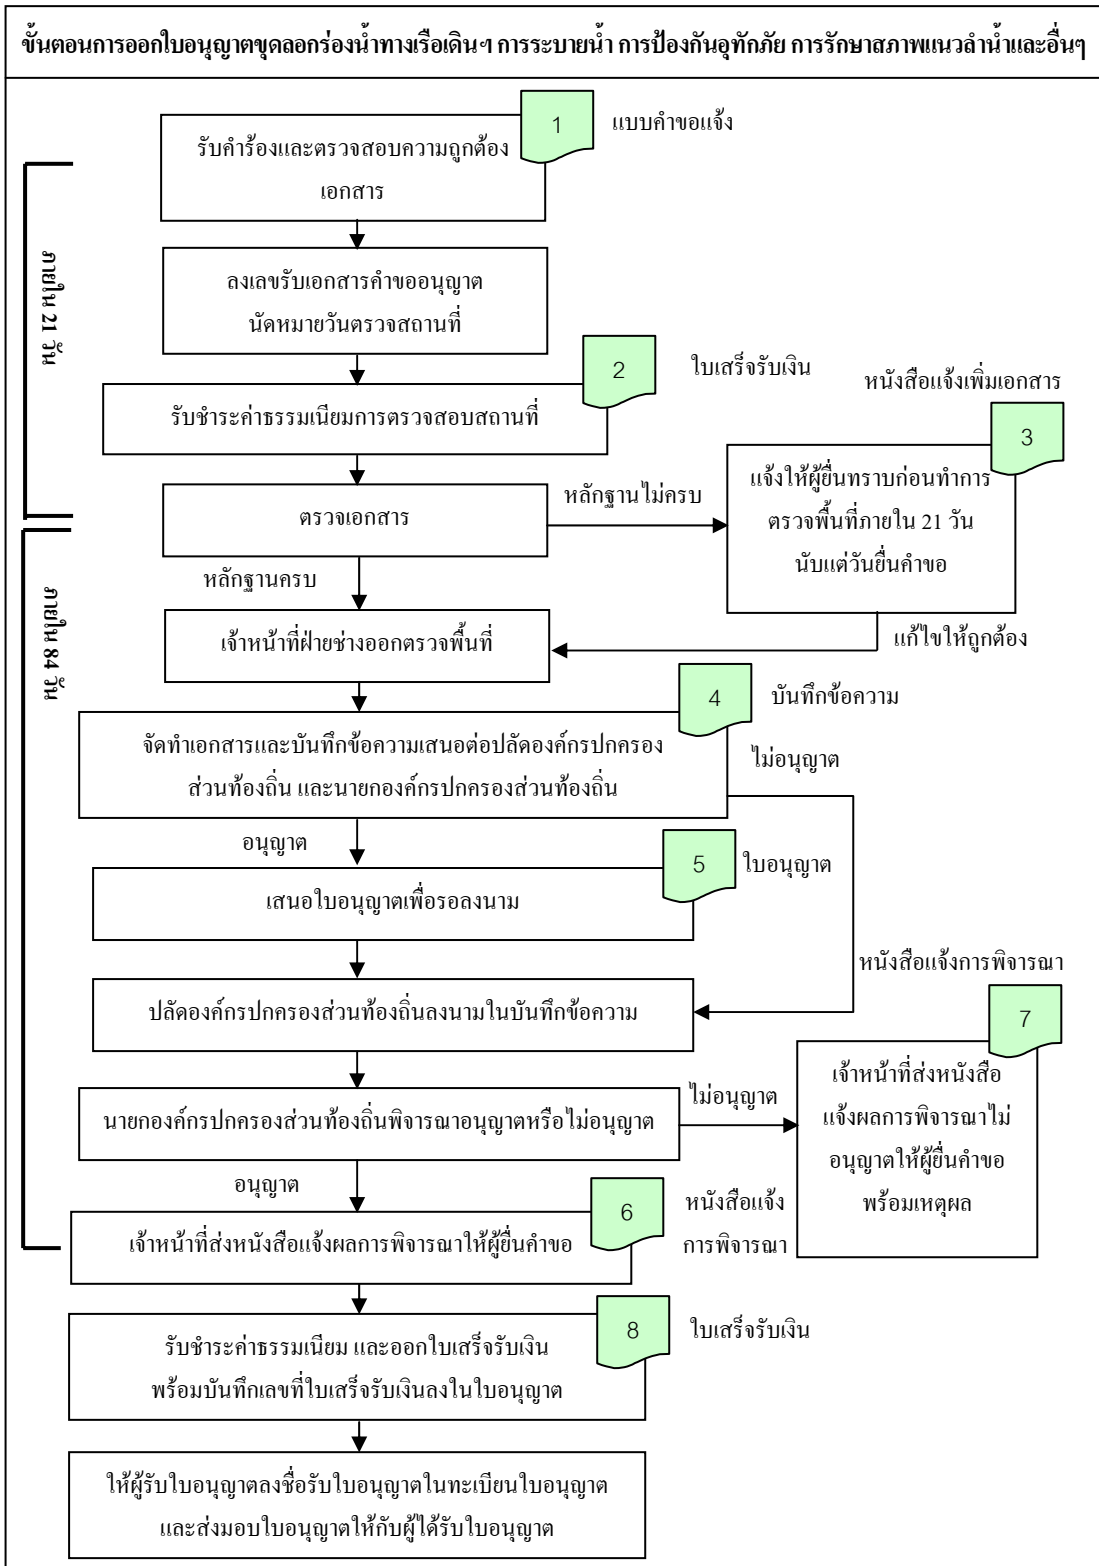 ขั้นตอนการออกใบอนุญาตขุดลอกร่องน้ำทางเรือเดินฯ การระบายน้ำ การป้องกันอุทกภัย การรักษาสภาพแนวลำน้ำและอื่นๆ
1
แบบคำขอแจ้ง
รับคำร้องและตรวจสอบความถูกต้อง
เอกสาร
ภายใน 21 วัน
ลงเลขรับเอกสารคำขออนุญาต
นัดหมายวันตรวจสถานที่
2
ใบเสร็จรับเงิน
รับชำระค่าธรรมเนียมการตรวจสอบสถานที่
หนังสือแจ้งเพิ่มเอกสาร
3
ตรวจเอกสาร
หลักฐานไม่ครบ
แจ้งให้ผู้ยื่นทราบก่อนทำการ
ตรวจพื้นที่ภายใน 21 วัน
นับแต่วันยื่นคำขอ
หลักฐานครบ
แก้ไขให้ถูกต้อง
ภายใน 84 วัน
เจ้าหน้าที่ฝ่ายช่างออกตรวจพื้นที่
4
บันทึกข้อความ
จัดทำเอกสารและบันทึกข้อความเสนอต่อปลัดองค์กรปกครอง
ส่วนท้องถิ่น และนายกองค์กรปกครองส่วนท้องถิ่น
ไม่อนุญาต
อนุญาต
5
ใบอนุญาต
เสนอใบอนุญาตเพื่อรอลงนาม
ปลัดองค์กรปกครองส่วนท้องถิ่นลงนามในบันทึกข้อความ
หนังสือแจ้งการพิจารณา
7
นายกองค์กรปกครองส่วนท้องถิ่นพิจารณาอนุญาตหรือไม่อนุญาต
ไม่อนุญาต
เจ้าหน้าที่ส่งหนังสือ
แจ้งผลการพิจารณาไม่
อนุญาตให้ผู้ยื่นคำขอ
พร้อมเหตุผล
อนุญาต
6
หนังสือแจ้ง
การพิจารณา
เจ้าหน้าที่ส่งหนังสือแจ้งผลการพิจารณาให้ผู้ยื่นคำขอ
8
ใบเสร็จรับเงิน
รับชำระค่าธรรมเนียม และออกใบเสร็จรับเงิน
พร้อมบันทึกเลขที่ใบเสร็จรับเงินลงในใบอนุญาต
ให้ผู้รับใบอนุญาตลงชื่อรับใบอนุญาตในทะเบียนใบอนุญาต
และส่งมอบใบอนุญาตให้กับผู้ได้รับใบอนุญาต